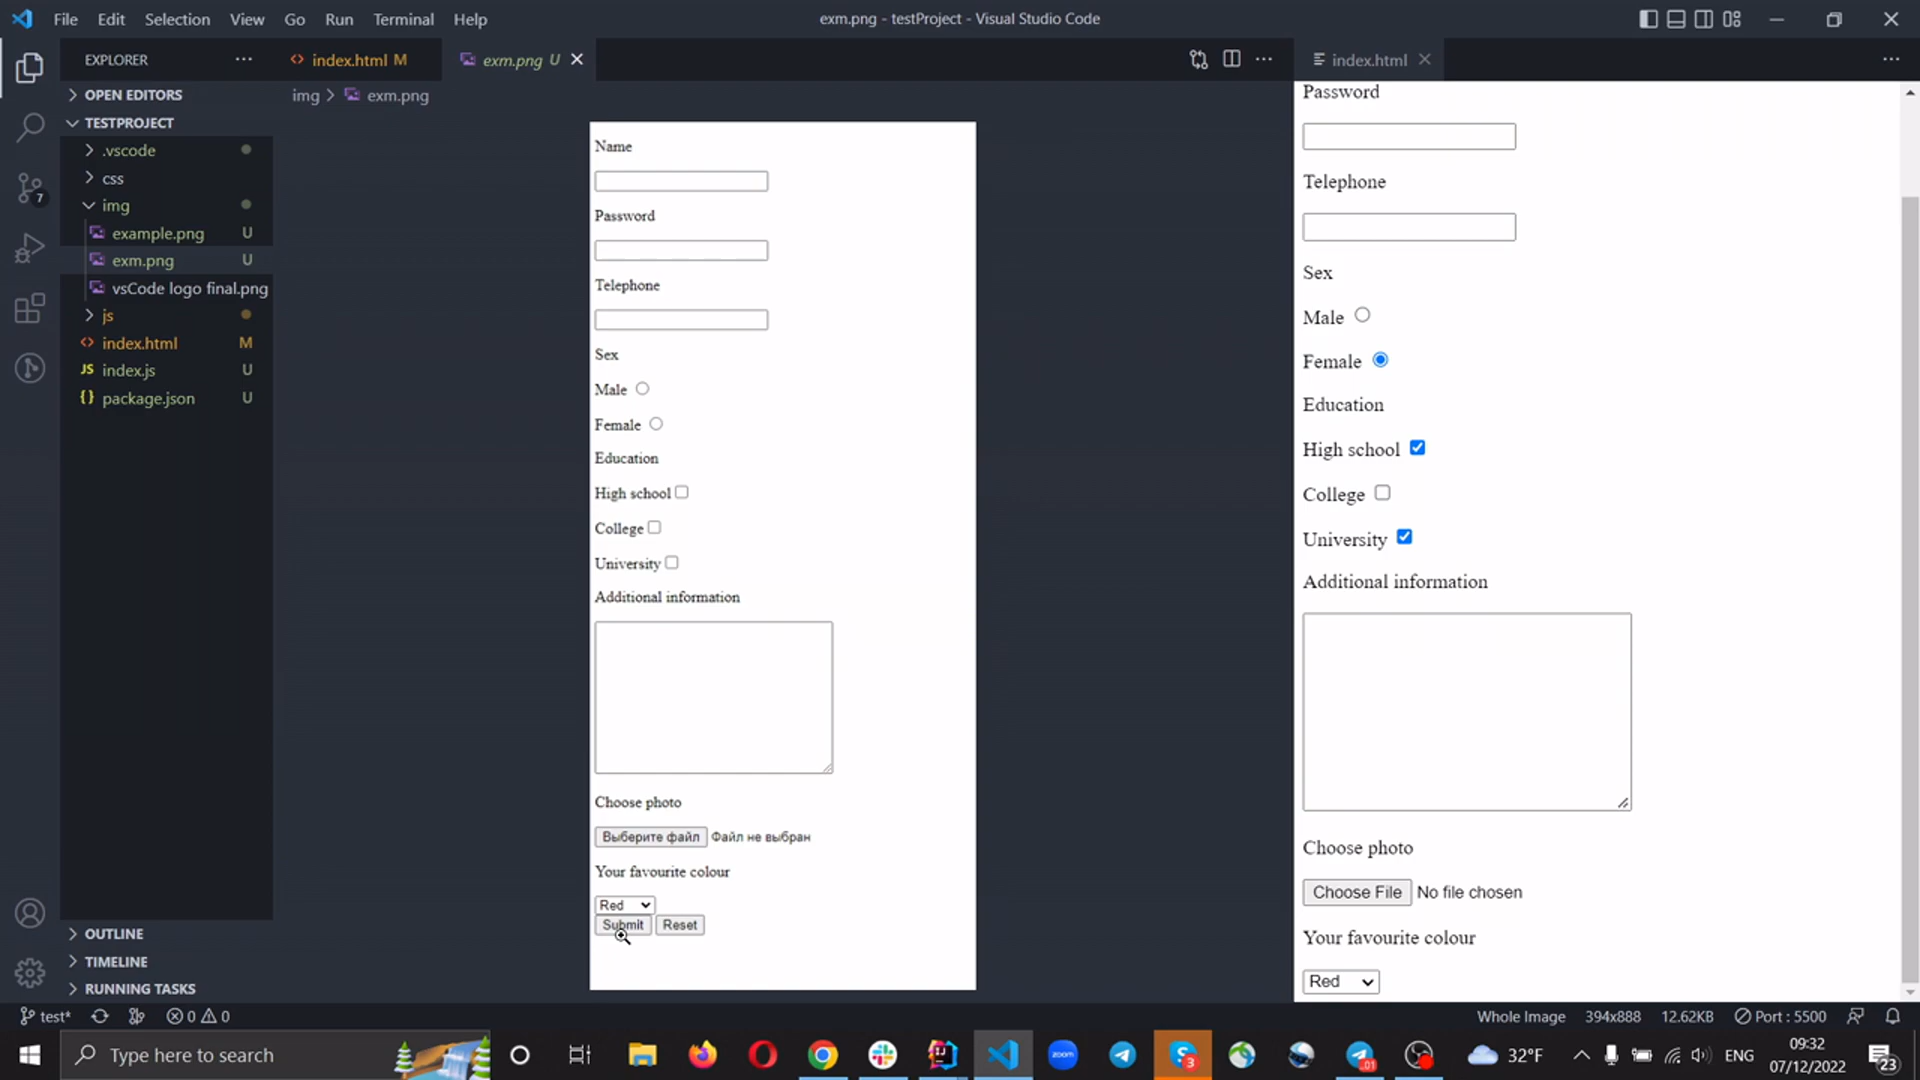 File Edit Selection View Go Run Terminal Help
exm.png - testProject - Visual Studio Code
EXPLORER
OPEN EDITORS
TESTPROJECT
.vscode
css
img
example.png U
exm.png U
vsCode logo final.png
js
index.html M
index.js U
package.json U
OUTLINE
TIMELINE
RUNNING TASKS
7
index.html M
exm.png U
img > exm.png
Name
Password
Telephone
Sex
Male
Female
Education
High school
College
University
Additional information
Choose photo
Выберите файл Файл не выбран
Your favourite colour
Red
Submit Reset
index.html
Password
Telephone
Sex
Male
Female
Education
High school
College
University
Additional information
Choose photo
Choose File No file chosen
Your favourite colour
Red
test* 0 0
Whole Image 394x888 12.62KB Port : 5500
Type here to search
zoom
3
01
32°F
ENG
09:32
07/12/2022
23